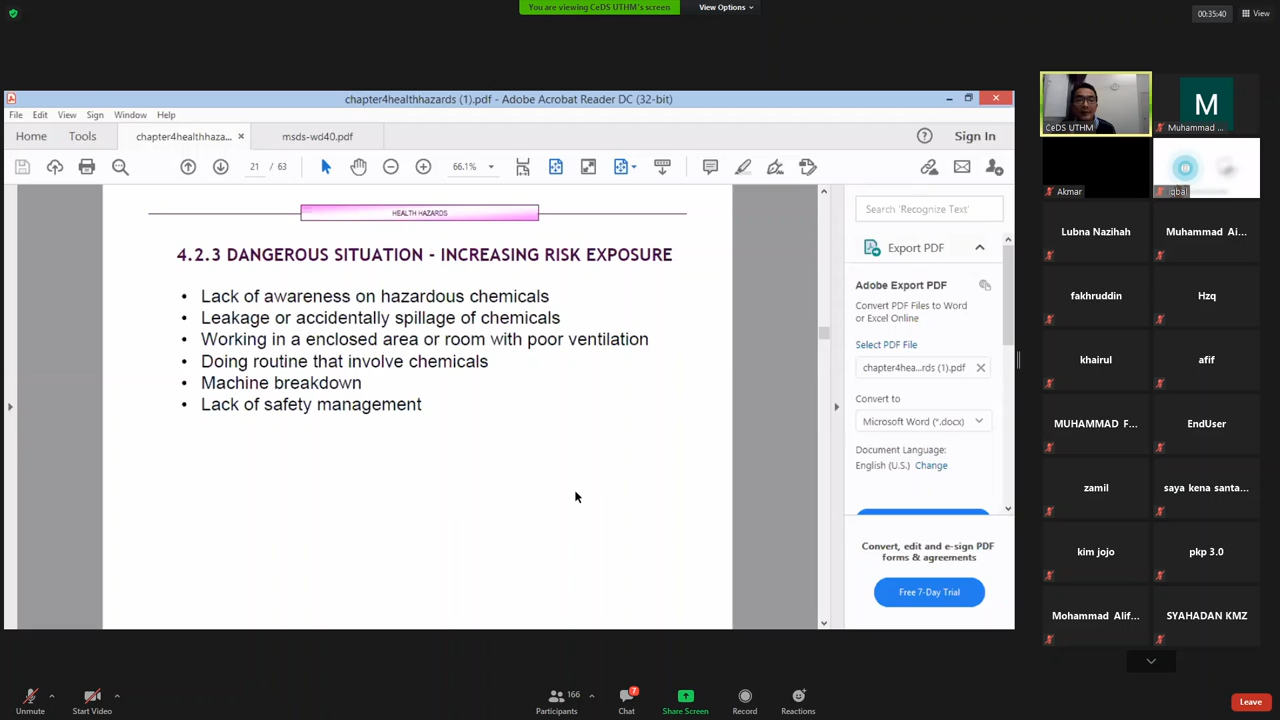 You are viewing CeDS UTHM's screen
View Options
00:35:40
View
chapter4healthhazards (1).pdf - Adobe Acrobat Reader DC (32-bit)
File Edit View Sign Window Help
Home Tools
chapter4healthhaza... ×
msds-wd40.pdf
Sign In
21 / 63
66.1%
HEALTH HAZARDS
4.2.3 DANGEROUS SITUATION - INCREASING RISK EXPOSURE
• Lack of awareness on hazardous chemicals
• Leakage or accidentally spillage of chemicals
• Working in a enclosed area or room with poor ventilation
• Doing routine that involve chemicals
• Machine breakdown
• Lack of safety management
Search 'Recognize Text'
Export PDF
Adobe Export PDF
Convert PDF Files to Word
or Excel Online
Select PDF File
chapter4hea...rds (1).pdf
Convert to
Microsoft Word (*.docx)
Document Language:
English (U.S.) Change
Convert, edit and e-sign PDF
forms & agreements
Free 7-Day Trial
CeDS UTHM
M
Muhammad ...
Akmar
iqbal
Lubna Nazihah
Muhammad Ai...
fakhruddin
Hzq
khairul
afif
MUHAMMAD F...
EndUser
zamil
saya kena santa...
kim jojo
pkp 3.0
Mohammad Alif...
SYAHADAN KMZ
Unmute
Start Video
166
Participants
7
Chat
Share Screen
Record
Reactions
Leave